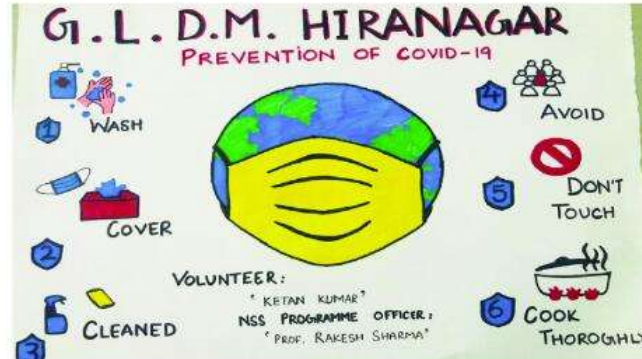 G. L. D. M. HIRANAGAR
PREVENTION OF COVID-19
1 WASH
2 COVER
3 CLEANED
4 AVOID
5 DON'T
TOUCH
6 COOK
THOROGHLY
VOLUNTEER:
"KETAN KUMAR"
NSS PROGRAMME OFFICER:
"PROF. RAKESH SHARMA"